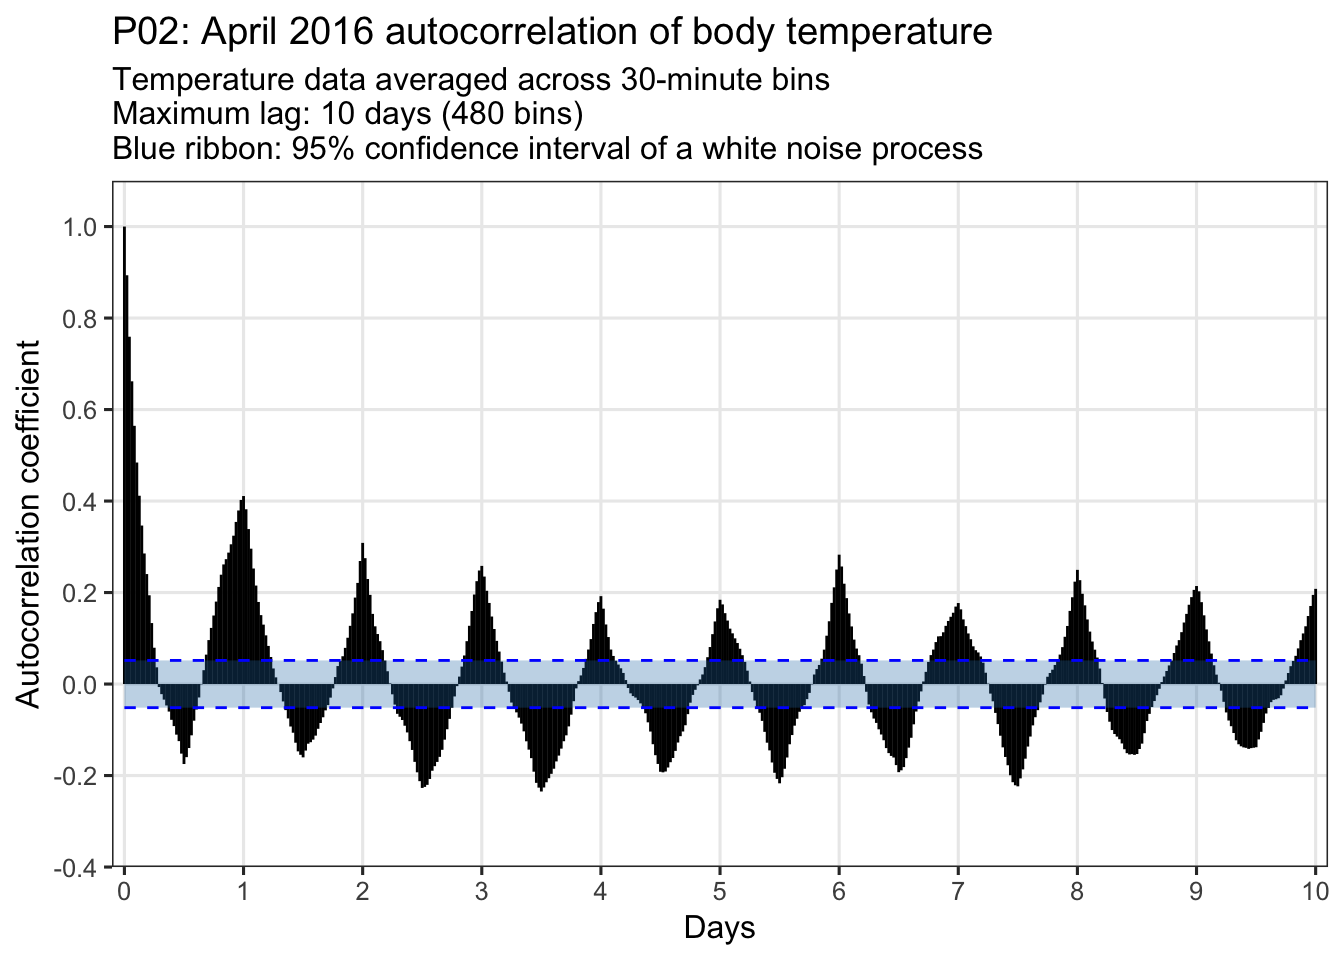 P02: April 2016 autocorrelation of body temperature
Temperature data averaged across 30-minute bins
Maximum lag: 10 days (480 bins)
Blue ribbon: 95% confidence interval of a white noise process
Autocorrelation coefficient
1.0
0.8
0.6
0.4
0.2
0.0
-0.2
-0.4
0 1 2 3 4 5 6 7 8 9 10
Days